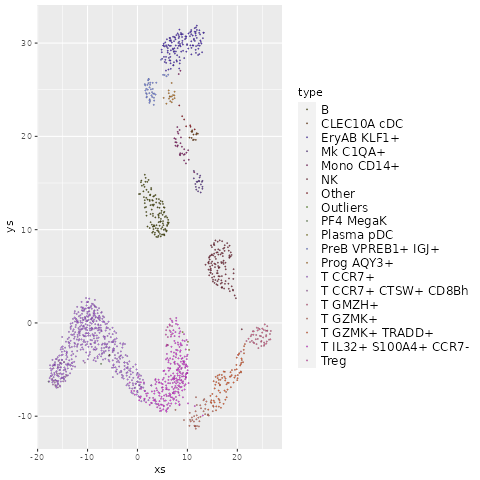 30
20
10
0
-10
-20
-10
0
10
20
xs
ys
type
B
CLEC10A cDC
EryAB KLF1+
Mk C1QA+
Mono CD14+
NK
Other
Outliers
PF4 MegaK
Plasma pDC
PreB VPREB1+ IGJ+
Prog AQY3+
T CCR7+
T CCR7+ CTSW+ CD8Bh
T GMZH+
T GZMK+
T GZMK+ TRADD+
T IL32+ S100A4+ CCR7-
Treg